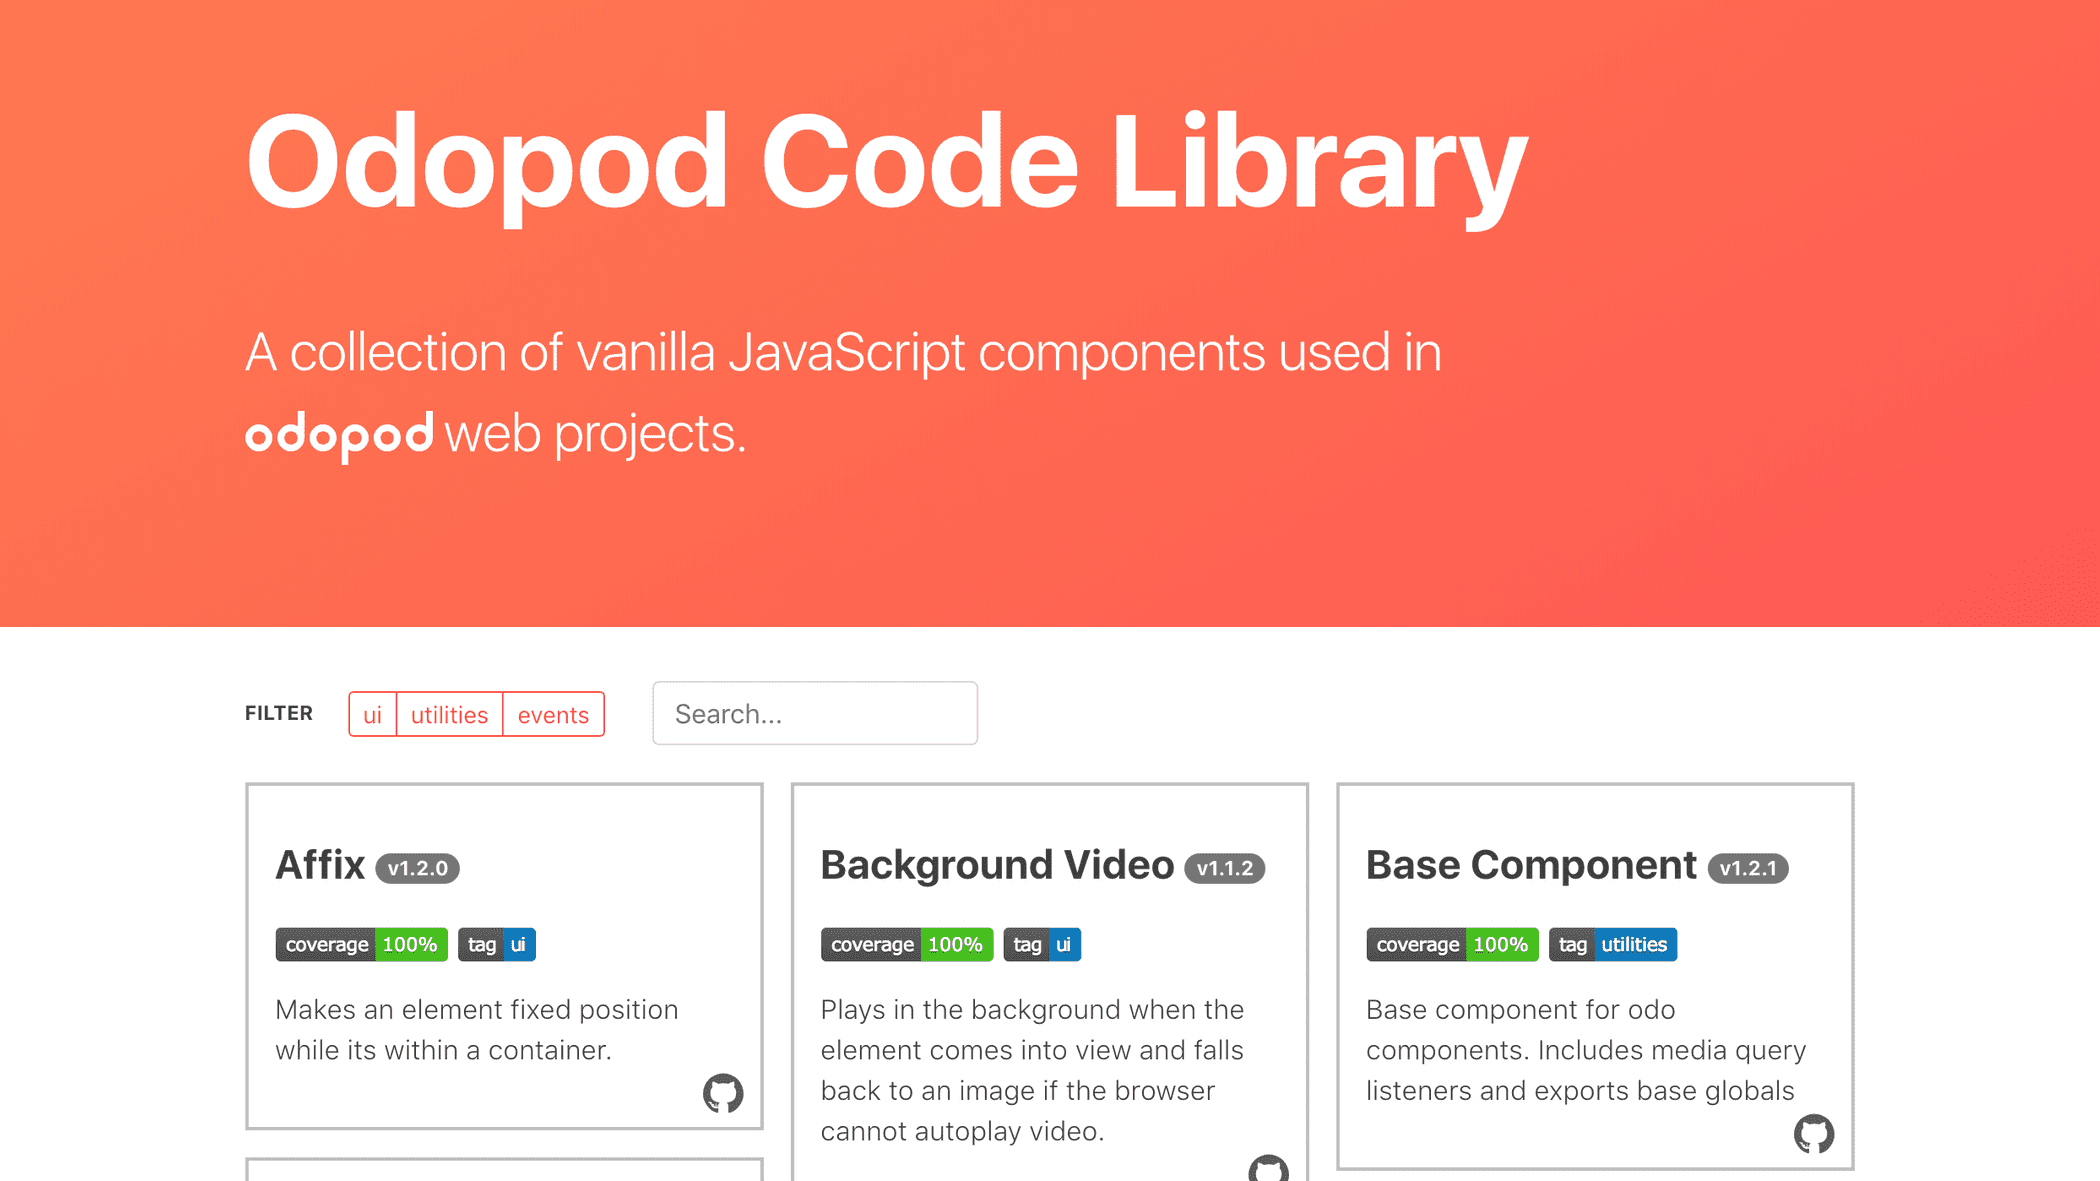 Odopod Code Library
A collection of vanilla JavaScript components used in
odopod web projects.
FILTER ui utilities events Search...
Affix v1.2.0
coverage 100% tag ui
Makes an element fixed position
while its within a container.
Background Video v1.1.2
coverage 100% tag ui
Plays in the background when the
element comes into view and falls
back to an image if the browser
cannot autoplay video.
Base Component v1.2.1
coverage 100% tag utilities
Base component for odo
components. Includes media query
listeners and exports base globals